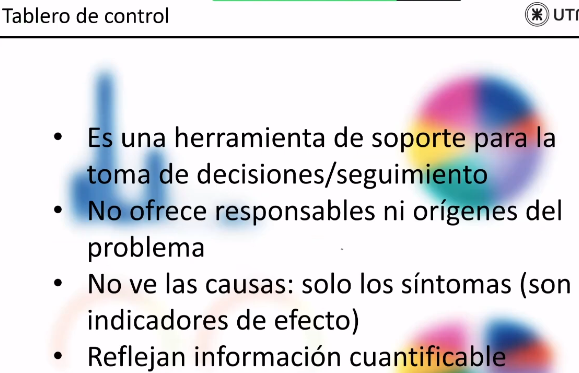 Tablero de control
UTN
• Es una herramienta de soporte para la
toma de decisiones/seguimiento
• No ofrece responsables ni orígenes del
problema
• No ve las causas: solo los síntomas (son
indicadores de efecto)
• Reflejan información cuantificable